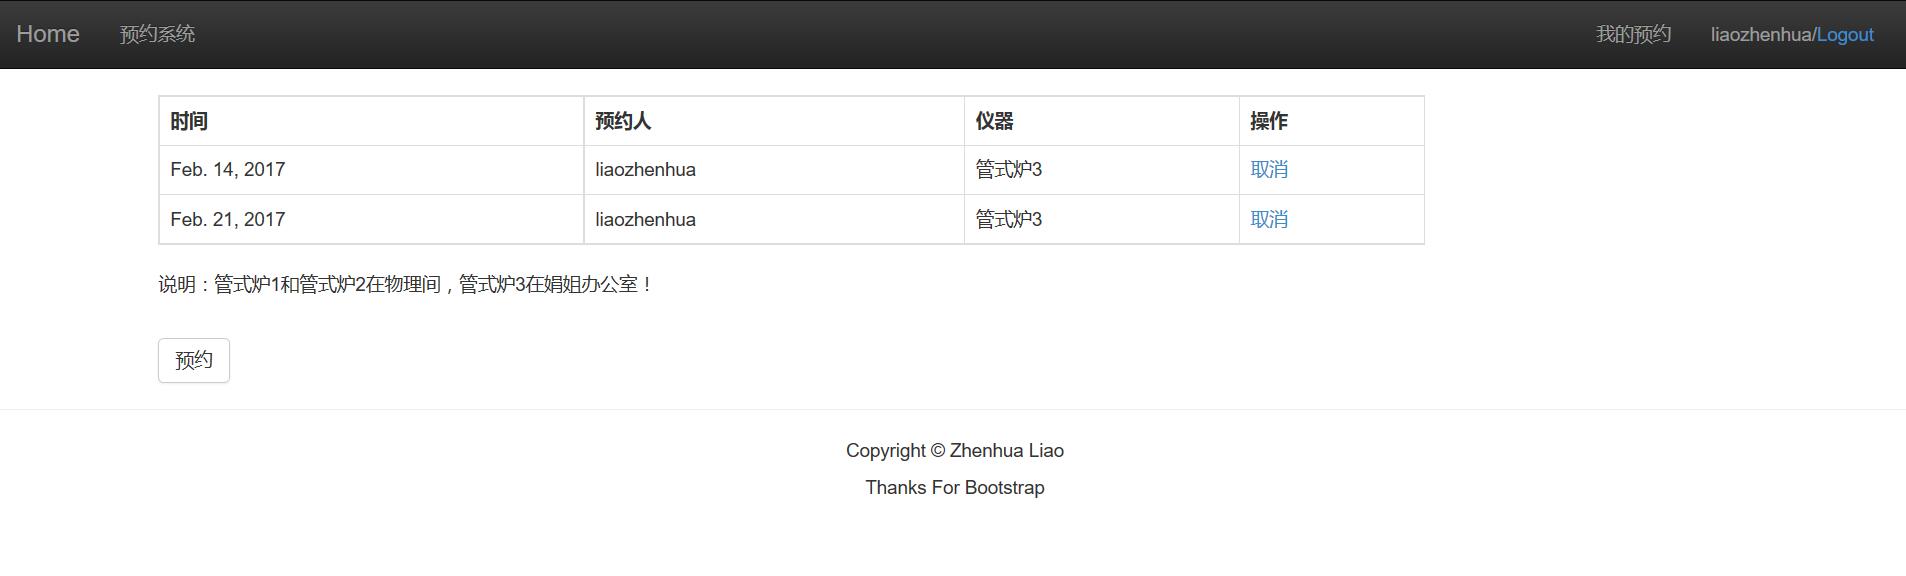 Home 预约系统 我的预约 liaozhenhua/Logout
时间 预约人 仪器 操作
Feb. 14, 2017 liaozhenhua 管式炉3 取消
Feb. 21, 2017 liaozhenhua 管式炉3 取消
说明：管式炉1和管式炉2在物理间，管式炉3在娟姐办公室！
预约
Copyright © Zhenhua Liao
Thanks For Bootstrap